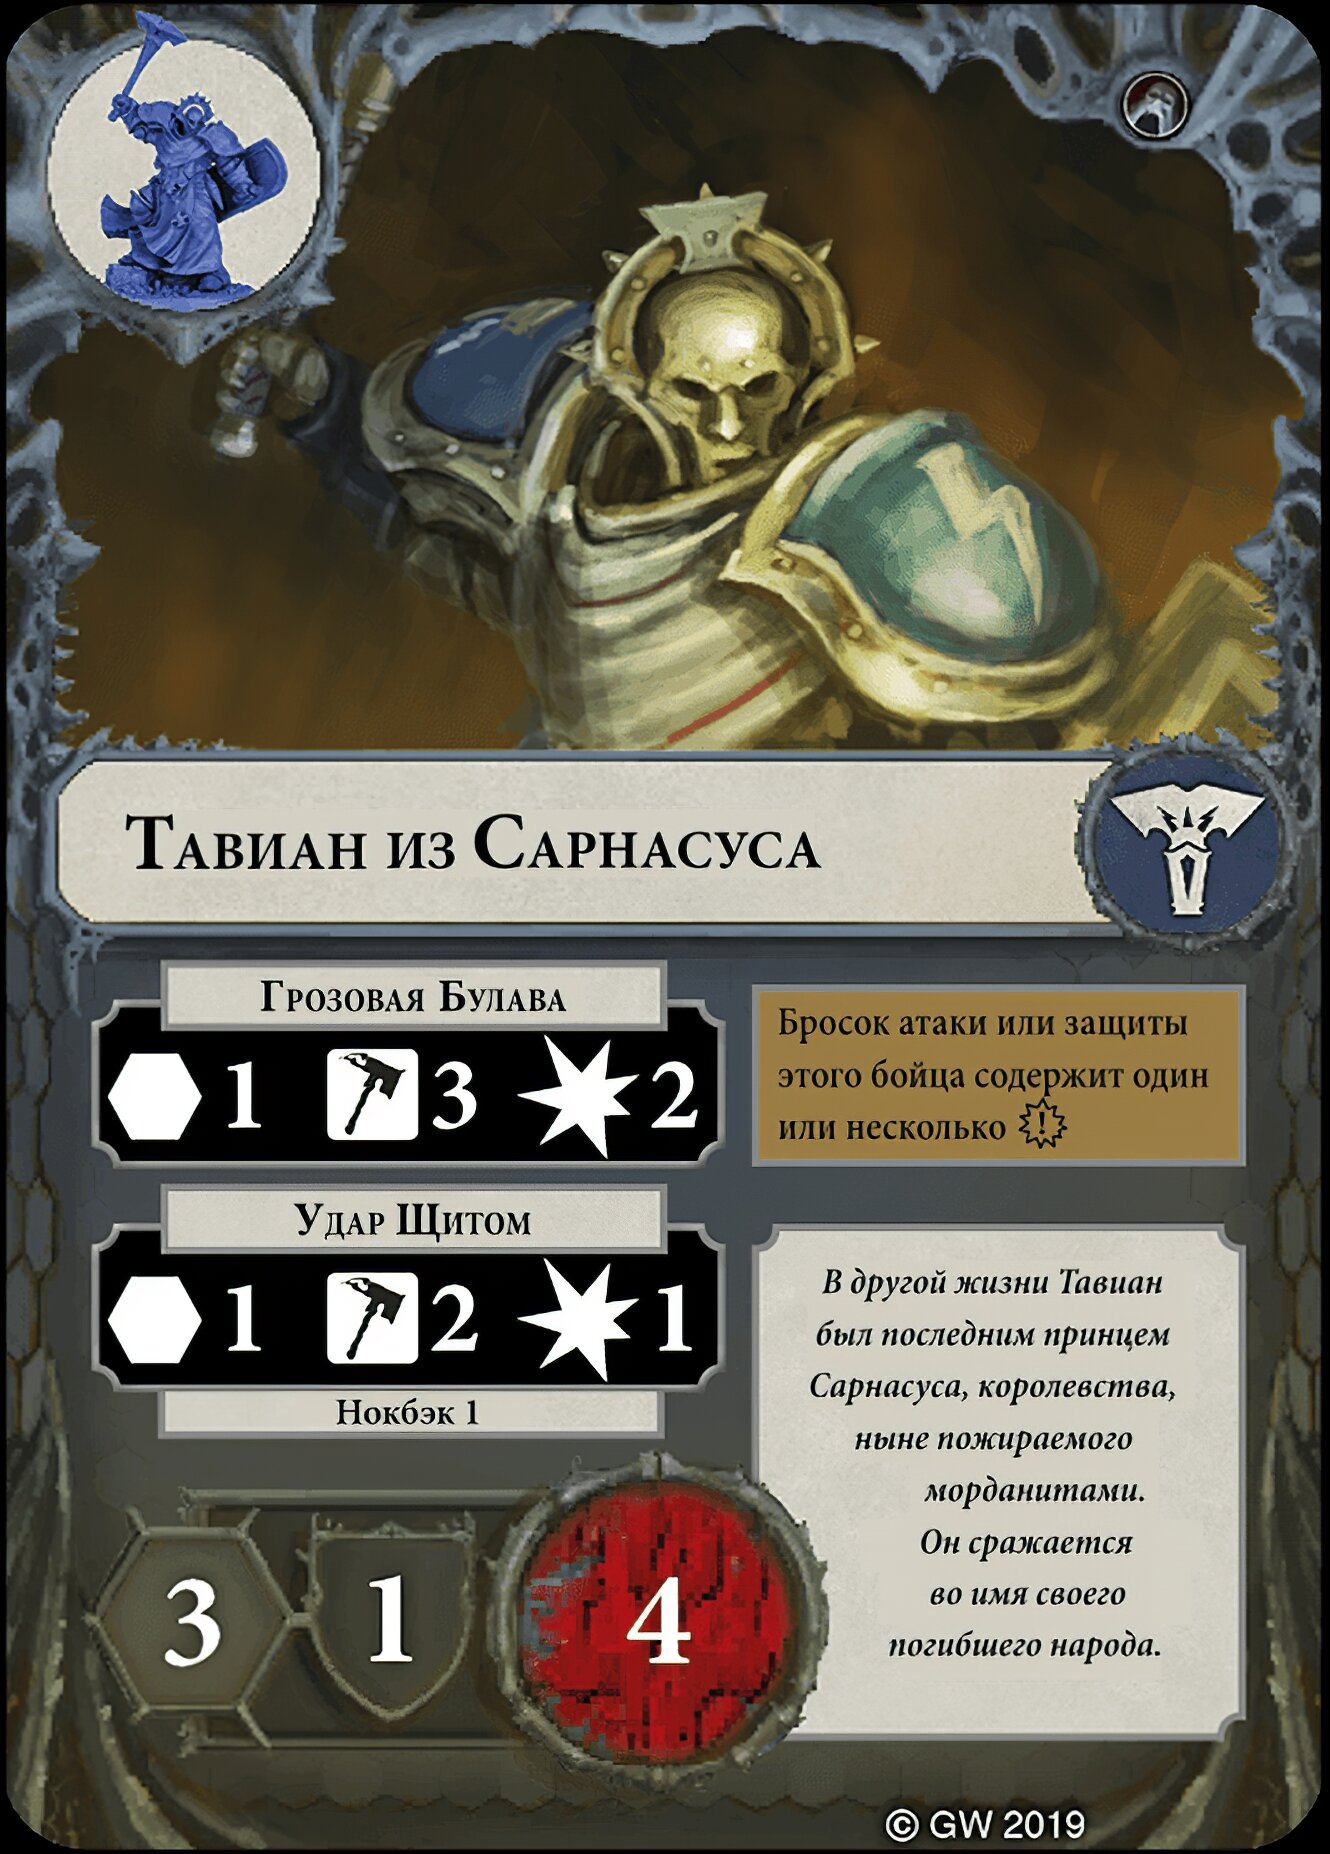 Тавиан из Сарнасуса
Грозовая Булава
1 3 2
Бросок атаки или защиты
этого бойца содержит один
или несколько !
Удар Щитом
1 2 1
Нокбэк 1
В другой жизни Тавиан
был последним принцем
Сарнасуса, королевства,
ныне пожираемого
морданитами.
Он сражается
во имя своего
погибшего народа.
3 1 4
© GW 2019